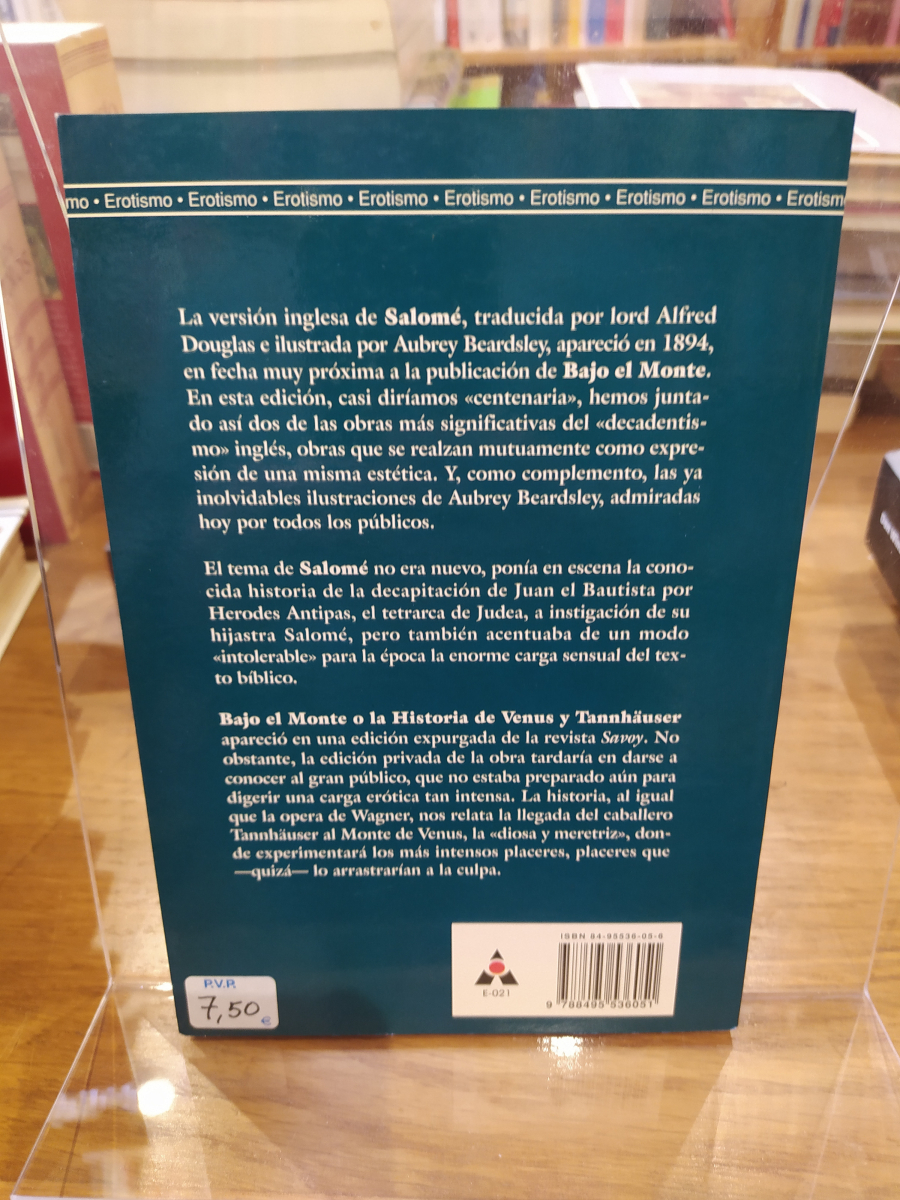 mo • Erotismo • Erotismo • Erotismo • Erotismo • Erotismo • Erotismo • Erotismo • Erotismo • Erotism
La versión inglesa de Salomé, traducida por lord Alfred
Douglas e ilustrada por Aubrey Beardsley, apareció en 1894,
en fecha muy próxima a la publicación de Bajo el Monte.
En esta edición, casi diríamos «centenaria», hemos junta-
do así dos de las obras más significativas del «decadentis-
mo» inglés, obras que se realzan mutuamente como expre-
sión de una misma estética. Y, como complemento, las ya
inolvidables ilustraciones de Aubrey Beardsley, admiradas
hoy por todos los públicos.
El tema de Salomé no era nuevo, ponía en escena la cono-
cida historia de la decapitación de Juan el Bautista por
Herodes Antipas, el tetrarca de Judea, a instigación de su
hijastra Salomé, pero también acentuaba de un modo
«intolerable» para la época la enorme carga sensual del tex-
to bíblico.
Bajo el Monte o la Historia de Venus y Tannhäuser
apareció en una edición expurgada de la revista Savoy. No
obstante, la edición privada de la obra tardaría en darse a
conocer al gran público, que no estaba preparado aún para
digerir una carga erótica tan intensa. La historia, al igual
que la opera de Wagner, nos relata la llegada del caballero
Tannhäuser al Monte de Venus, la «diosa y meretriz», don-
de experimentará los más intensos placeres, placeres que
—quizá— lo arrastrarían a la culpa.
ISBN 84-95536-05-6
E-021
9 788495 536051
P.V.P.
7,50
€